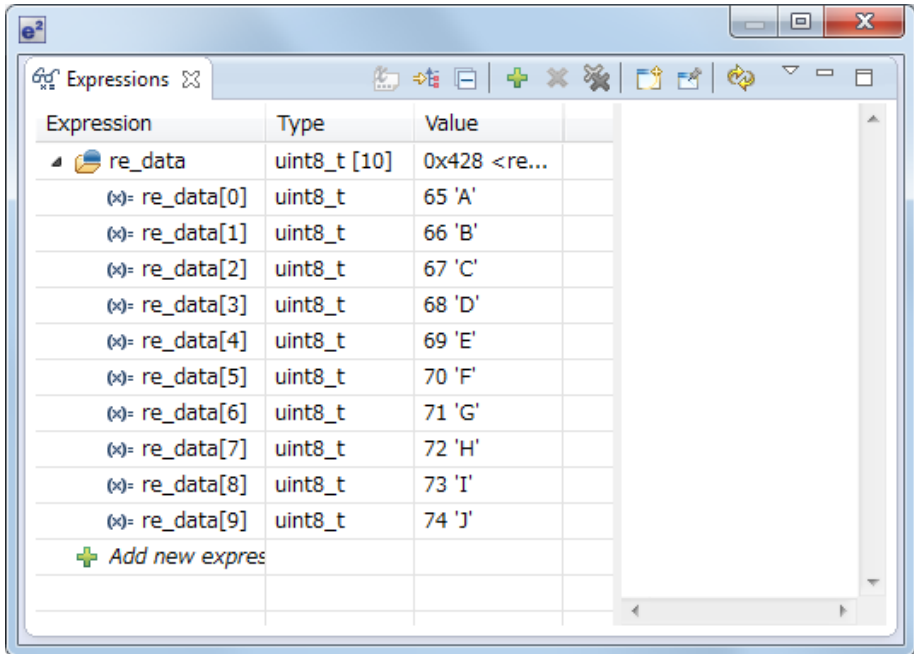 e²
Expressions
Expression Type Value
re_data uint8_t [10] 0x428 <re...
(x)= re_data[0] uint8_t 65 'A'
(x)= re_data[1] uint8_t 66 'B'
(x)= re_data[2] uint8_t 67 'C'
(x)= re_data[3] uint8_t 68 'D'
(x)= re_data[4] uint8_t 69 'E'
(x)= re_data[5] uint8_t 70 'F'
(x)= re_data[6] uint8_t 71 'G'
(x)= re_data[7] uint8_t 72 'H'
(x)= re_data[8] uint8_t 73 'I'
(x)= re_data[9] uint8_t 74 'J'
Add new expres